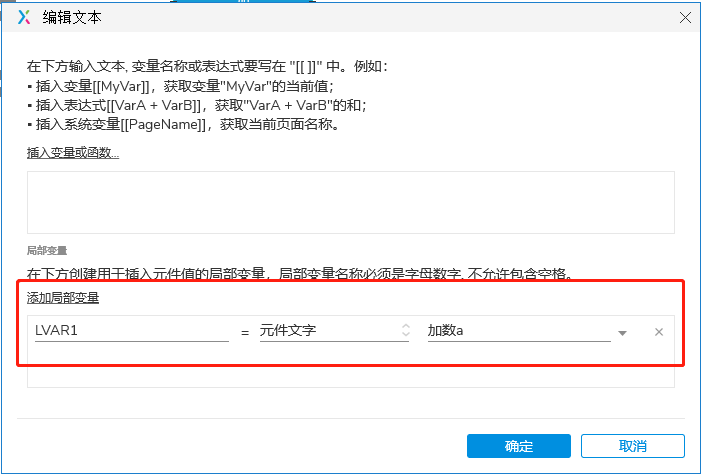 编辑文本
在下方输入文本, 变量名称或表达式要写在 "[[ ]]" 中。例如：
▪ 插入变量[[MyVar]]，获取变量"MyVar"的当前值；
▪ 插入表达式[[VarA + VarB]]，获取"VarA + VarB"的和；
▪ 插入系统变量[[PageName]]，获取当前页面名称。
插入变量或函数...
局部变量
在下方创建用于插入元件值的局部变量，局部变量名称必须是字母数字, 不允许包含空格。
添加局部变量
LVAR1 = 元件文字 加数a
确定 取消